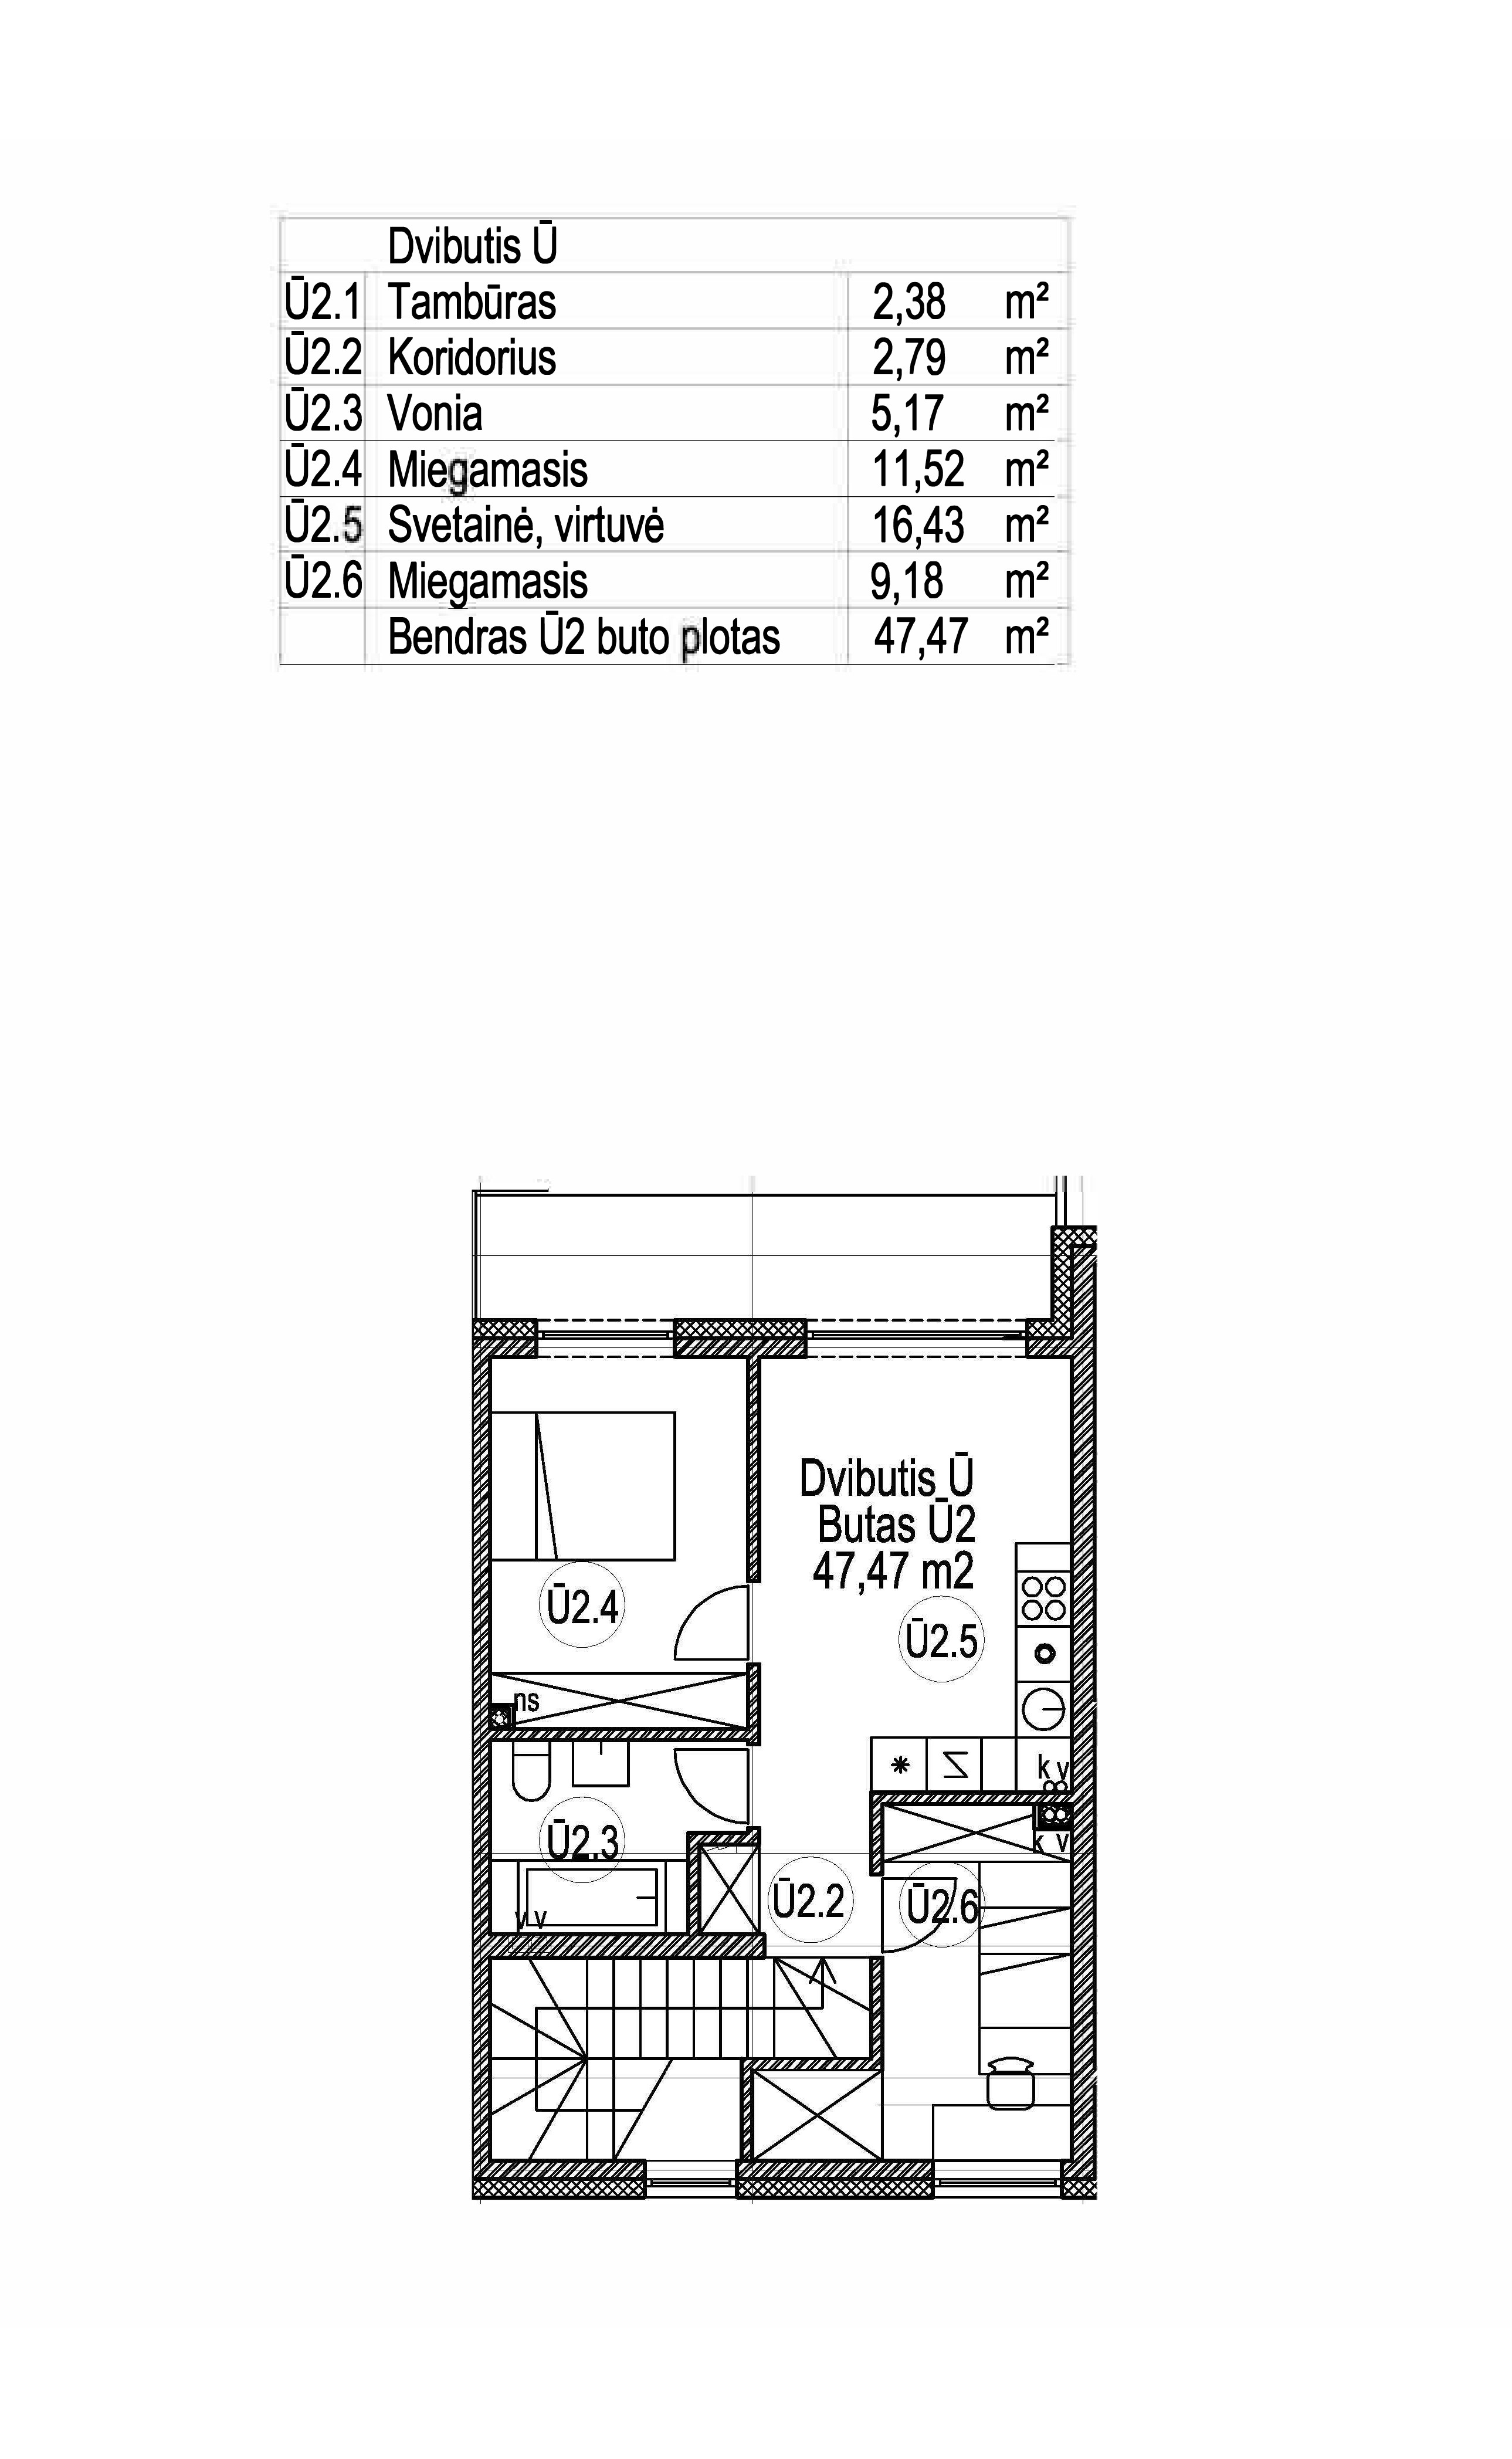 Dvibutis Ū
Ū2.1 Tambūras 2,38 m²
Ū2.2 Koridorius 2,79 m²
Ū2.3 Vonia 5,17 m²
Ū2.4 Miegamasis 11,52 m²
Ū2.5 Svetainė, virtuvė 16,43 m²
Ū2.6 Miegamasis 9,18 m²
Bendras Ū2 buto plotas 47,47 m²
Dvibutis Ū
Butas Ū2
47,47 m2
Ū2.4
Ū2.5
ns
k v
Ū2.3
k v
Ū2.2
Ū2.6
v v